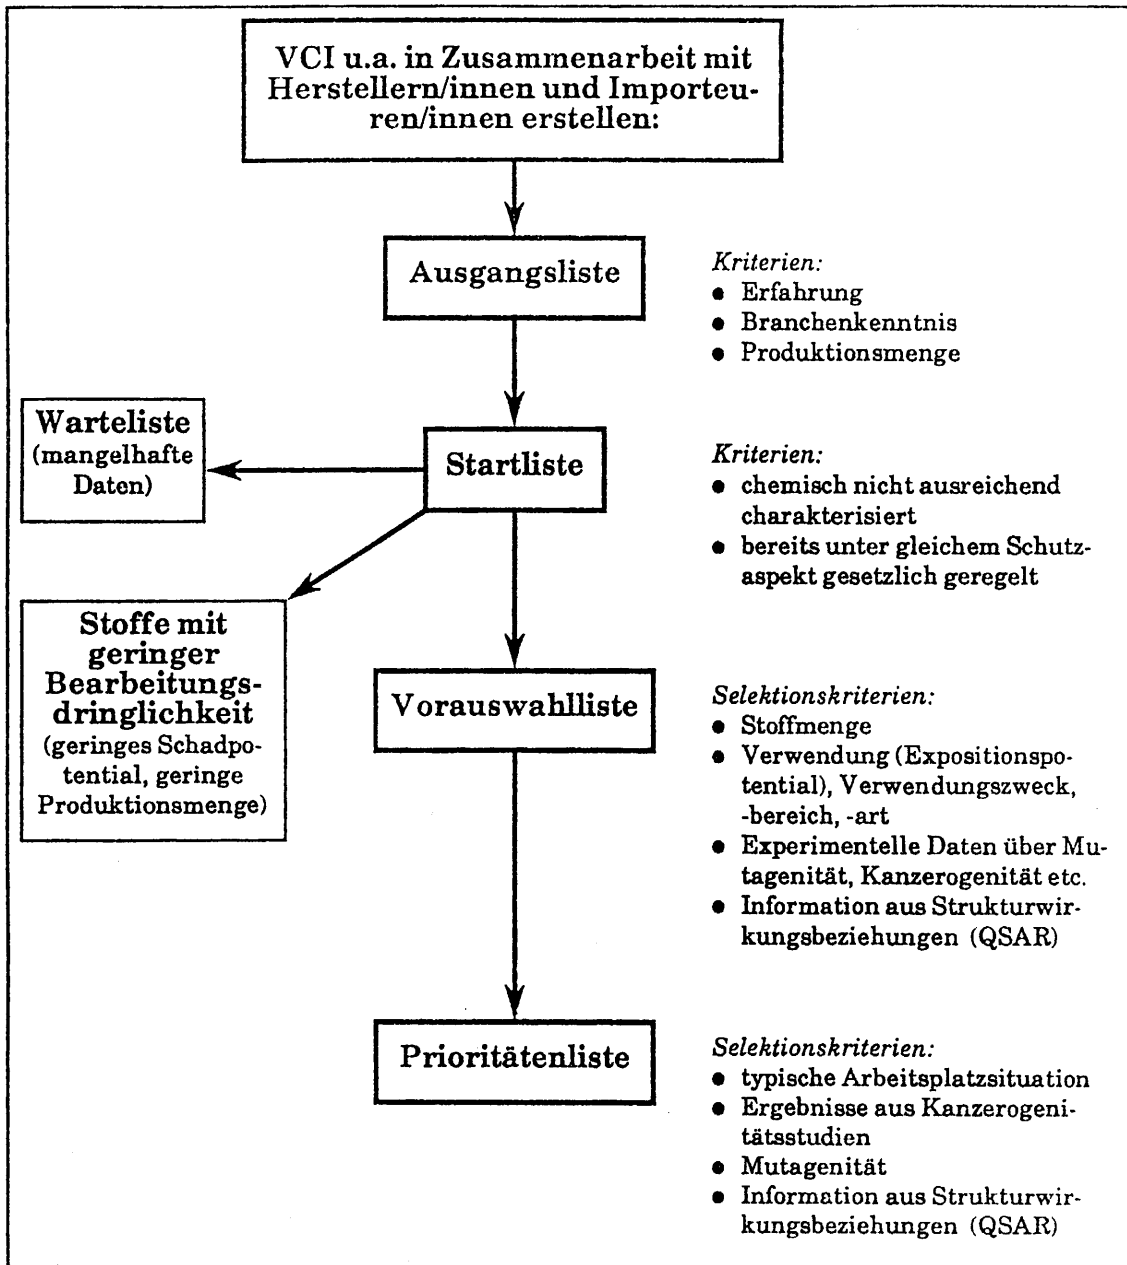 VCI u.a. in Zusammenarbeit mit
Herstellern/innen und Importeu-
ren/innen erstellen:
Ausgangsliste
Kriterien:
● Erfahrung
● Branchenkenntnis
● Produktionsmenge
Warteliste
(mangelhafte
Daten)
Startliste
Kriterien:
● chemisch nicht ausreichend
charakterisiert
● bereits unter gleichem Schutz-
aspekt gesetzlich geregelt
Stoffe mit
geringer
Bearbeitungs-
dringlichkeit
(geringes Schadpo-
tential, geringe
Produktionsmenge)
Vorauswahlliste
Selektionskriterien:
● Stoffmenge
● Verwendung (Expositionspo-
tential), Verwendungszweck,
-bereich, -art
● Experimentelle Daten über Mu-
tagenität, Kanzerogenität etc.
● Information aus Strukturwir-
kungsbeziehungen (QSAR)
Prioritätenliste
Selektionskriterien:
● typische Arbeitsplatzsituation
● Ergebnisse aus Kanzerogeni-
tätsstudien
● Mutagenität
● Information aus Strukturwir-
kungsbeziehungen (QSAR)